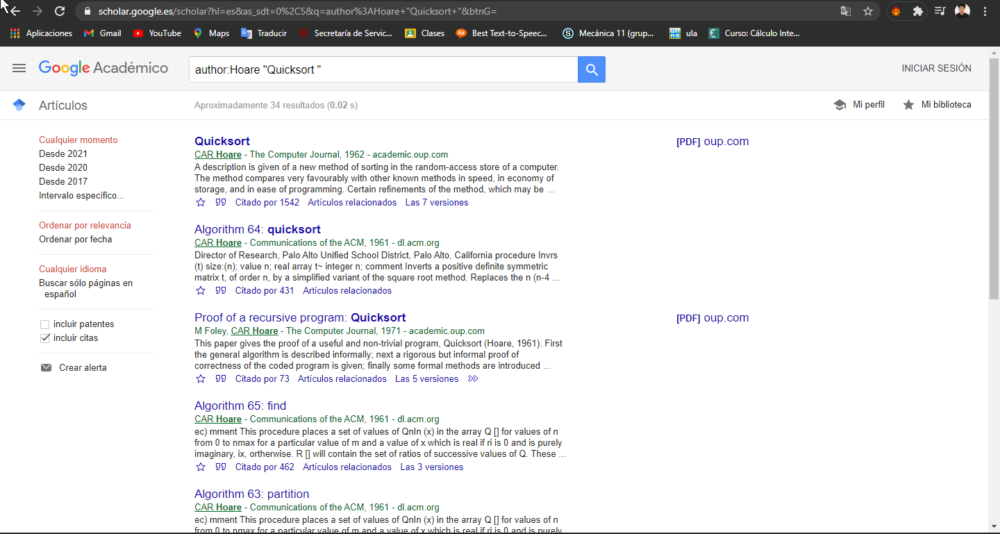 scholar.google.es/scholar?hl=es&as_sdt=0%2C5&q=author%3AHoare+"Quicksort+"&btnG=
Aplicaciones Gmail YouTube Maps Traducir Secretaría de Servic... Clases Best Text-to-Speec... Mecánica 11 (grup... ula Curso: Cálculo Inte...
Google Académico
author:Hoare "Quicksort "
INICIAR SESIÓN
Artículos
Aproximadamente 34 resultados (0.02 s)
Mi perfil
Mi biblioteca
Cualquier momento
Desde 2021
Desde 2020
Desde 2017
Intervalo específico...
Ordenar por relevancia
Ordenar por fecha
Cualquier idioma
Buscar sólo páginas en
español
incluir patentes
incluir citas
Crear alerta
Quicksort
CAR Hoare - The Computer Journal, 1962 - academic.oup.com
A description is given of a new method of sorting in the random-access store of a computer.
The method compares very favourably with other known methods in speed, in economy of
storage, and in ease of programming. Certain refinements of the method, which may be ...
Citado por 1542 Artículos relacionados Las 7 versiones
[PDF] oup.com
Algorithm 64: quicksort
CAR Hoare - Communications of the ACM, 1961 - dl.acm.org
Director of Research, Palo Alto Unified School District, Palo Alto, California procedure Invrs
(t) size:(n); value n; real array t~ integer n; comment Inverts a positive definite symmetric
matrix t, of order n, by a simplified variant of the square root method. Replaces the n (n-4 ...
Citado por 431 Artículos relacionados
Proof of a recursive program: Quicksort
M Foley, CAR Hoare - The Computer Journal, 1971 - academic.oup.com
This paper gives the proof of a useful and non-trivial program, Quicksort (Hoare, 1961). First
the general algorithm is described informally; next a rigorous but informal proof of
correctness of the coded program is given; finally some formal methods are introduced ...
Citado por 73 Artículos relacionados Las 5 versiones
[PDF] oup.com
Algorithm 65: find
CAR Hoare - Communications of the ACM, 1961 - dl.acm.org
ec) mment This procedure places a set of values of QnIn (x) in the array Q [] for values of n
from 0 to nmax for a particular value of m and a value of x which is real if ri is 0 and is purely
imaginary, ix, ortherwise. R [] will contain the set of ratios of successive values of Q. These ...
Citado por 462 Artículos relacionados Las 3 versiones
Algorithm 63: partition
CAR Hoare - Communications of the ACM, 1961 - dl.acm.org
ec) mment This procedure places a set of values of QnIn (x) in the array Q [] for values of n
from 0 to nmax for a particular value of m and a value of x which is real if ri is 0 and is purely